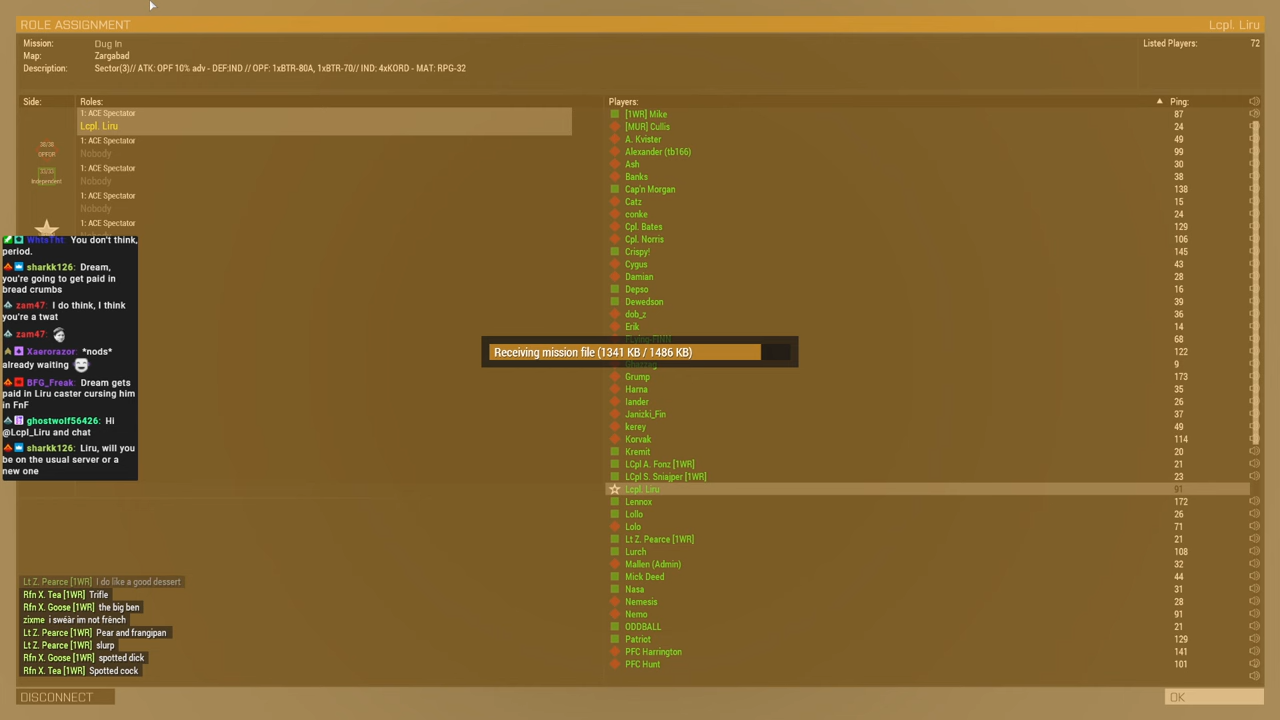 ROLE ASSIGNMENT
Lcpl. Liru
Mission: Dug In
Map: Zargabad
Description: Sector(3)// ATK: OPF 10% adv - DEF:IND // OPF: 1xBTR-80A, 1xBTR-70// IND: 4xKORD - MAT: RPG-32
Listed Players: 72
Side:
Roles:
OPFOR
Independent
1: ACE Spectator
Lcpl. Liru
1: ACE Spectator
Nobody
1: ACE Spectator
Nobody
1: ACE Spectator
Nobody
1: ACE Spectator
WhtsTht: You don't think,
period.
sharkk126: Dream,
you're going to get paid in
bread crumbs
zam47: I do think, I think
you're a twat
zam47:
Xaerorazor: *nods*
already waiting
BFG_Freak: Dream gets
paid in Liru caster cursing him
in FnF
ghostwolf56426: Hi
@Lcpl_Liru and chat
sharkk126: Liru, will you
be on the usual server or a
new one
Receiving mission file (1341 KB / 1486 KB)
Players: Ping:
[1WR] Mike 87
[MUR] Cullis 24
A. Kvister 49
Alexander (tb166) 99
Ash 30
Banks 38
Cap'n Morgan 138
Catz 15
conke 24
Cpl. Bates 129
Cpl. Norris 106
Crispy! 145
Cygus 43
Damian 28
Depso 16
Dewedson 39
dob_z 36
Erik 14
68
122
9
Grump 173
Harna 35
Iander 26
Janizki_Fin 37
kerey 49
Korvak 114
Kremit 20
LCpl A. Fonz [1WR] 21
LCpl S. Sniajper [1WR] 23
Lcpl. Liru 91
Lennox 172
Lollo 26
Lolo 71
Lt Z. Pearce [1WR] 21
Lurch 108
Mallen (Admin) 32
Mick Deed 44
Nasa 31
Nemesis 28
Nemo 91
ODDBALL 21
Patriot 129
PFC Harrington 141
PFC Hunt 101
Lt Z. Pearce [1WR] I do like a good dessert
Rfn X. Tea [1WR] Trifle
Rfn X. Goose [1WR] the big ben
zixme i swéàr im not frênch
Lt Z. Pearce [1WR] Pear and frangipan
Lt Z. Pearce [1WR] slurp
Rfn X. Goose [1WR] spotted dick
Rfn X. Tea [1WR] Spotted cock
DISCONNECT
OK